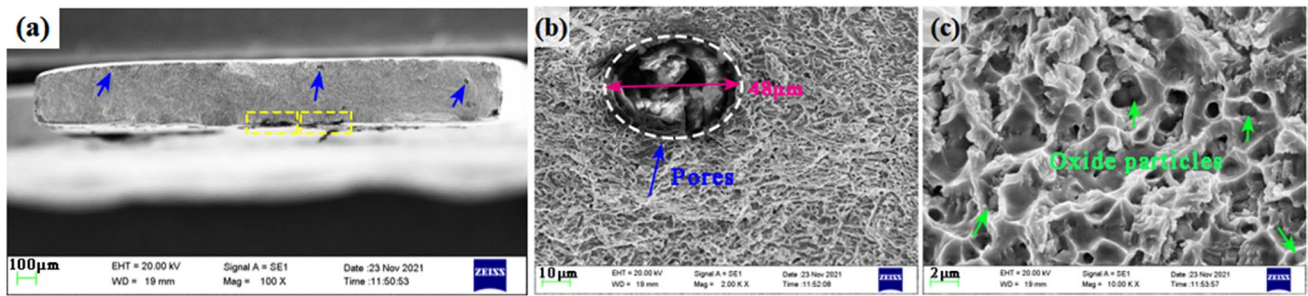 (a)
100μm
EHT = 20.00 kV
WD = 19 mm
Signal A = SE1
Mag = 100 X
Date :23 Nov 2021
Time :11:50:53
ZEISS
(b)
48μm
Pores
10μm
EHT = 20.00 kV
WD = 19 mm
Signal A = SE1
Mag = 2.00 K X
Date :23 Nov 2021
Time :11:52:08
ZEISS
(c)
Oxide particles
2μm
EHT = 20.00 kV
WD = 19 mm
Signal A = SE1
Mag = 10.00 K X
Date :23 Nov 2021
Time :11:53:57
ZEISS